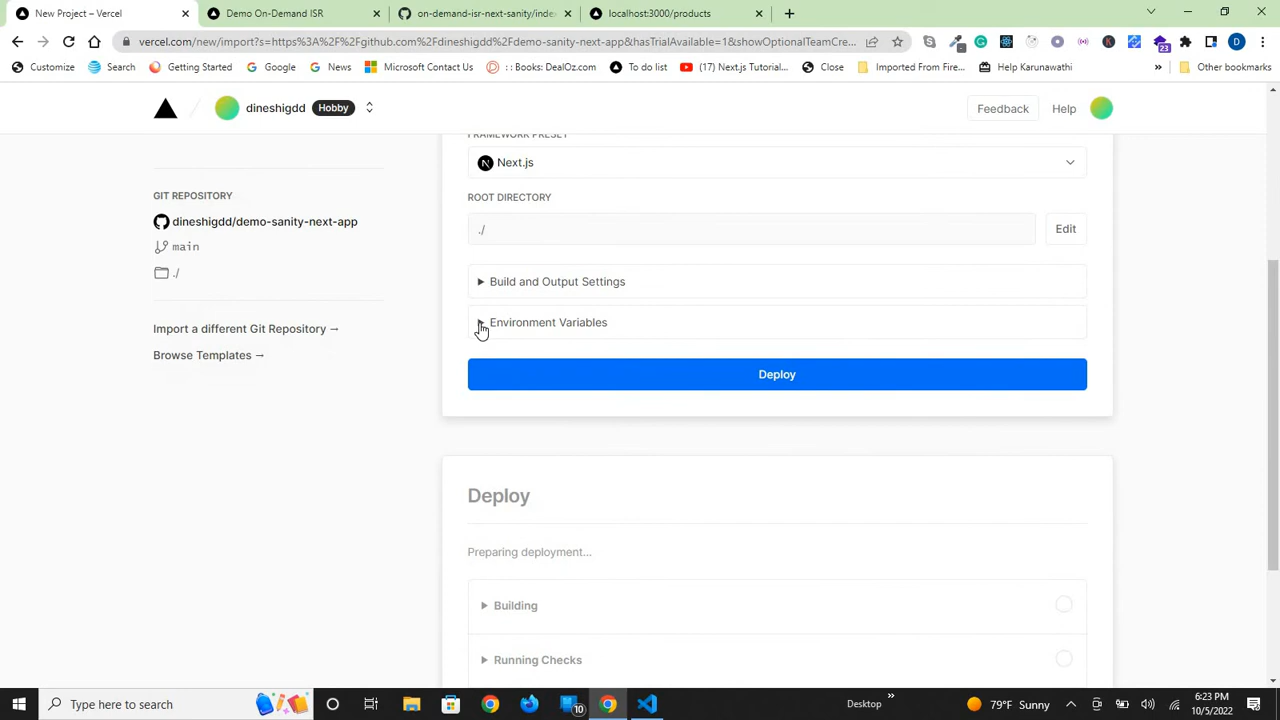 New Project – Vercel
Demo On-Demand ISR
on-demand-isr-next-sanity/inde
localhost:3000/products
vercel.com/new/import?s=https%3A%2F%2Fgithub.com%2Fdineshigdd%2Fdemo-sanity-next-app&hasTrialAvailable=1&showOptionalTeamCre...
23
D
Customize
Search
Getting Started
Google
News
Microsoft Contact Us
: : Books: DealOz.com
To do list
(17) Next.js Tutorial...
Close
Imported From Fire...
Help Karunawathi
»
Other bookmarks
dineshigdd
Hobby
Feedback
Help
FRAMEWORK PRESET
Next.js
GIT REPOSITORY
ROOT DIRECTORY
dineshigdd/demo-sanity-next-app
./
Edit
main
./
Build and Output Settings
Environment Variables
Import a different Git Repository →
Browse Templates →
Deploy
Deploy
Preparing deployment...
Building
Running Checks
Type here to search
10
Desktop
»
79°F Sunny
6:23 PM
10/5/2022